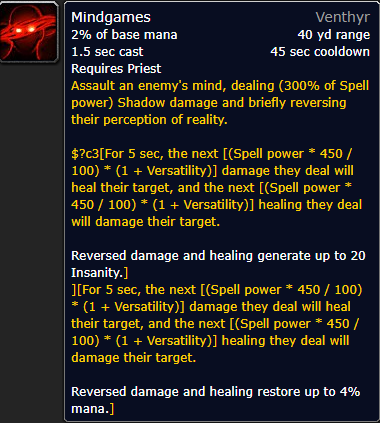 Mindgames Venthyr
2% of base mana 40 yd range
1.5 sec cast 45 sec cooldown
Requires Priest
Assault an enemy's mind, dealing (300% of Spell
power) Shadow damage and briefly reversing
their perception of reality.
$?c3[For 5 sec, the next [(Spell power * 450 /
100) * (1 + Versatility)] damage they deal will
heal their target, and the next [(Spell power *
450 / 100) * (1 + Versatility)] healing they deal
will damage their target.
Reversed damage and healing generate up to 20
Insanity.]
][For 5 sec, the next [(Spell power * 450 / 100)
* (1 + Versatility)] damage they deal will heal
their target, and the next [(Spell power * 450 /
100) * (1 + Versatility)] healing they deal will
damage their target.
Reversed damage and healing restore up to 4%
mana.]